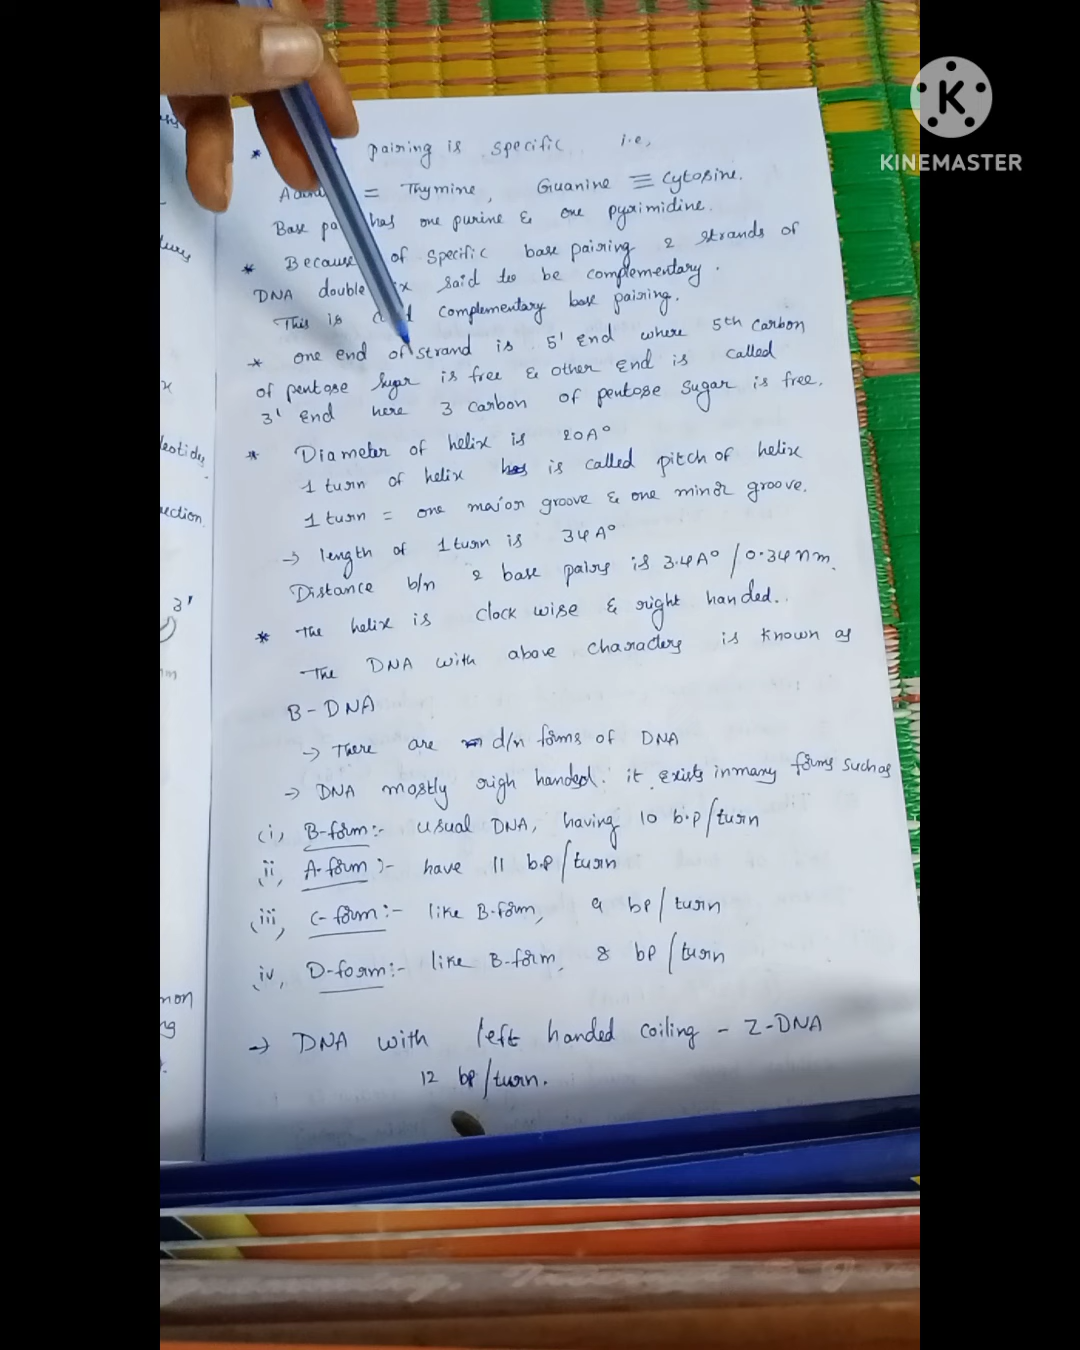 K
KINEMASTER
* pairing is specific i.e,
= Thymine, Guanine ≡ Cytosine.
Base has one purine & one pyrimidine.
* Because of specific base pairing 2 strands of
DNA double said to be complementary.
This is complementary base pairing.
* one end of strand is 5' end where 5th carbon
of pentose sugar is free & other end is called
3' end here 3 carbon of pentose sugar is free.
* Diameter of helix is 20A°
1 turn of helix is called pitch of helix
1 turn = one major groove & one minor groove.
→ length of 1 turn is 34A°
Distance b/n 2 base pairs is 3.4A° / 0.34nm.
* The helix is clock wise & right handed..
The DNA with above characters is known as
B-DNA
→ There are d/n forms of DNA
→ DNA mostly righ handed. it exists in many forms such as
(i), B-form:- usual DNA, having 10 b.p/turn
(ii, A-form:- have 11 b.p/turn
(iii, C-form:- like B-form, 9 bp/turn
(iv, D-form:- like B-form, 8 bp/turn
→ DNA with left handed coiling - Z-DNA
12 bp/turn.
3'